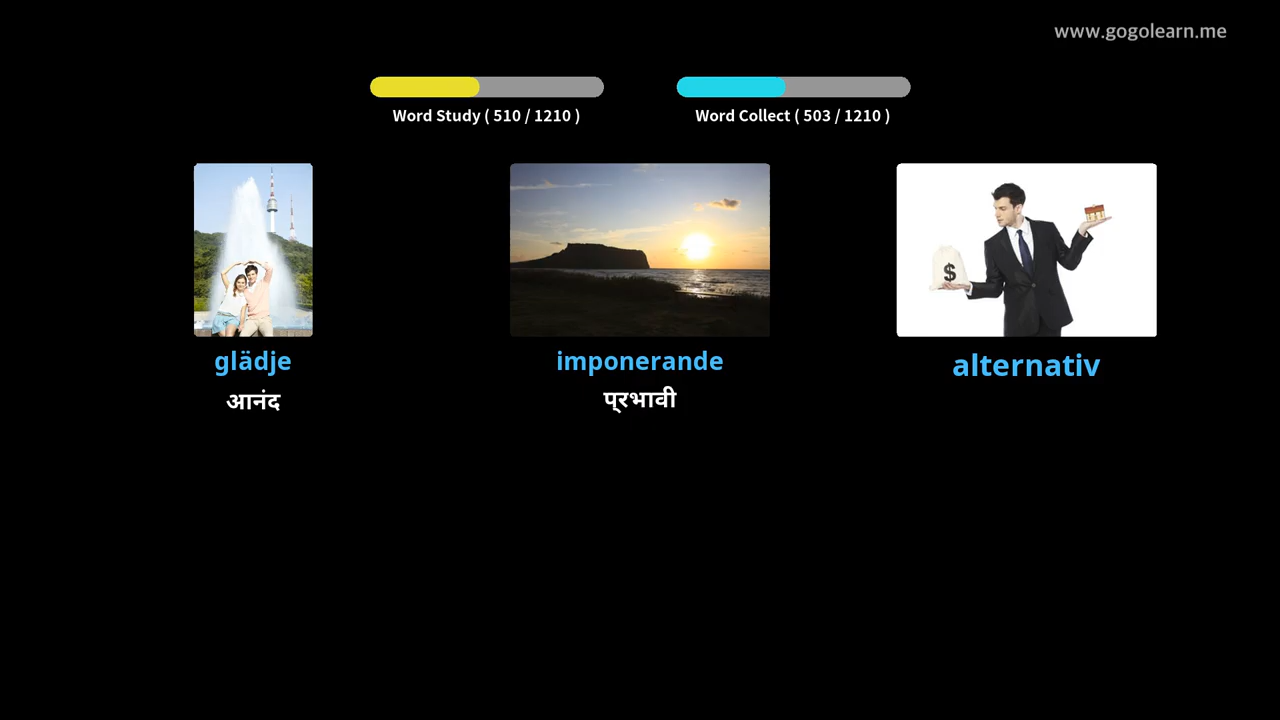 www.gogolearn.me
Word Study ( 510 / 1210 )
Word Collect ( 503 / 1210 )
$
glädje
imponerande
alternativ
आनंद
प्रभावी